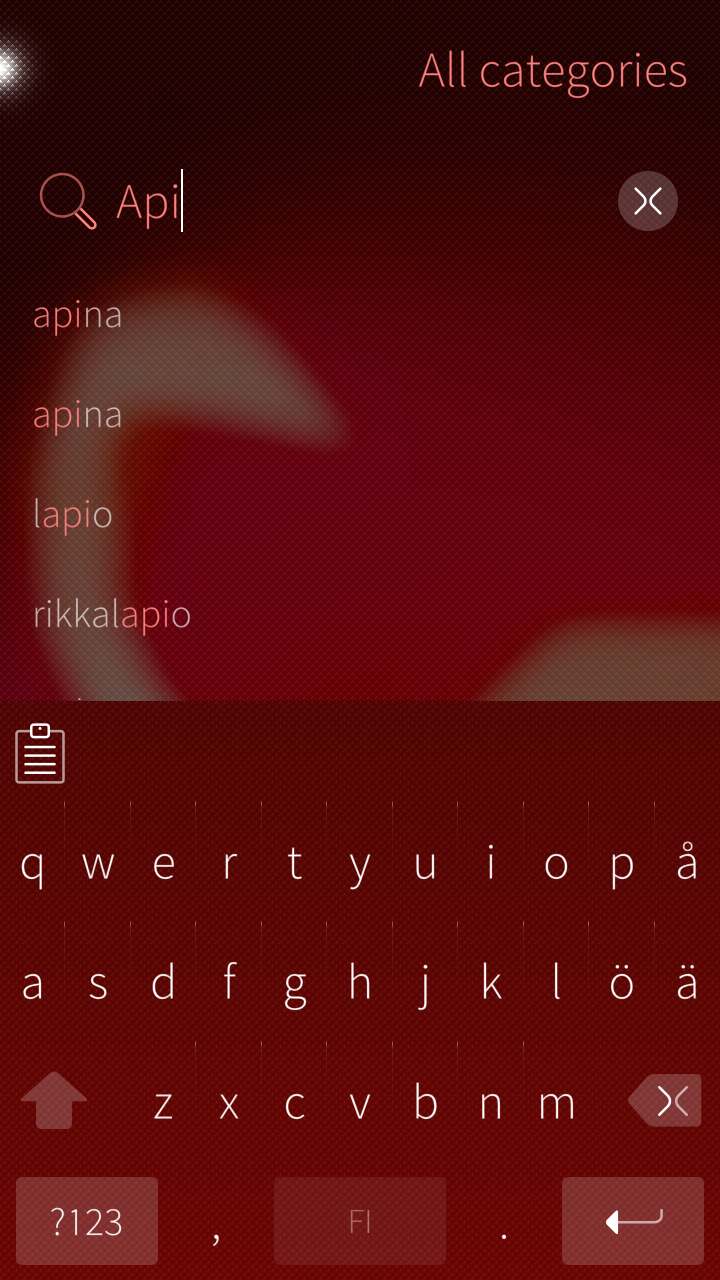 All categories
Api
apina
apina
lapio
rikkalapio
q w e r t y u i o p å
a s d f g h j k l ö ä
z x c v b n m
?123 , FI .